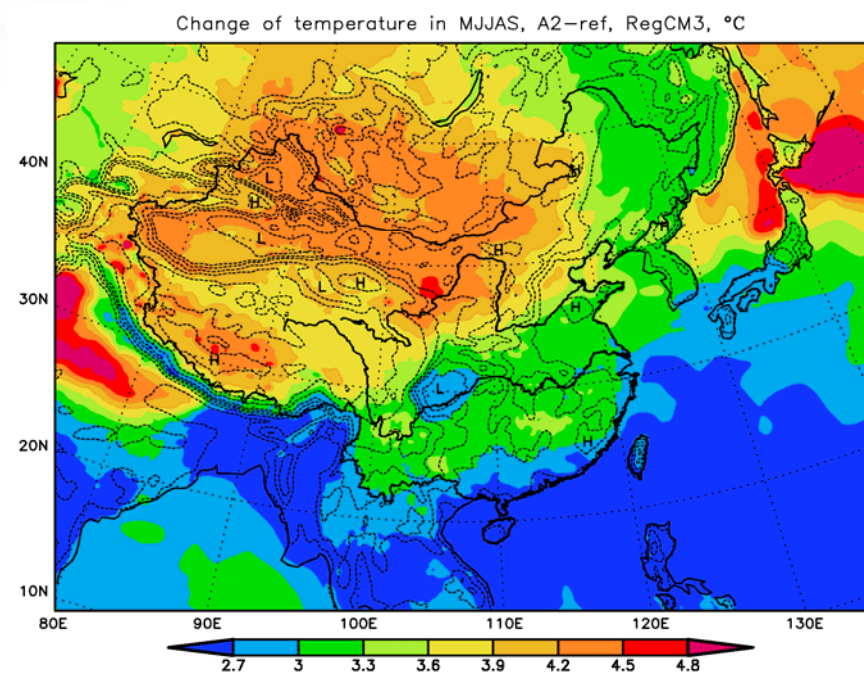 Change of temperature in MJJAS, A2−ref, RegCM3, °C
40N
30N
20N
10N
L
H
L
H
H
L
H
H
H
L
H
80E 90E 100E 110E 120E 130E
2.7 3 3.3 3.6 3.9 4.2 4.5 4.8